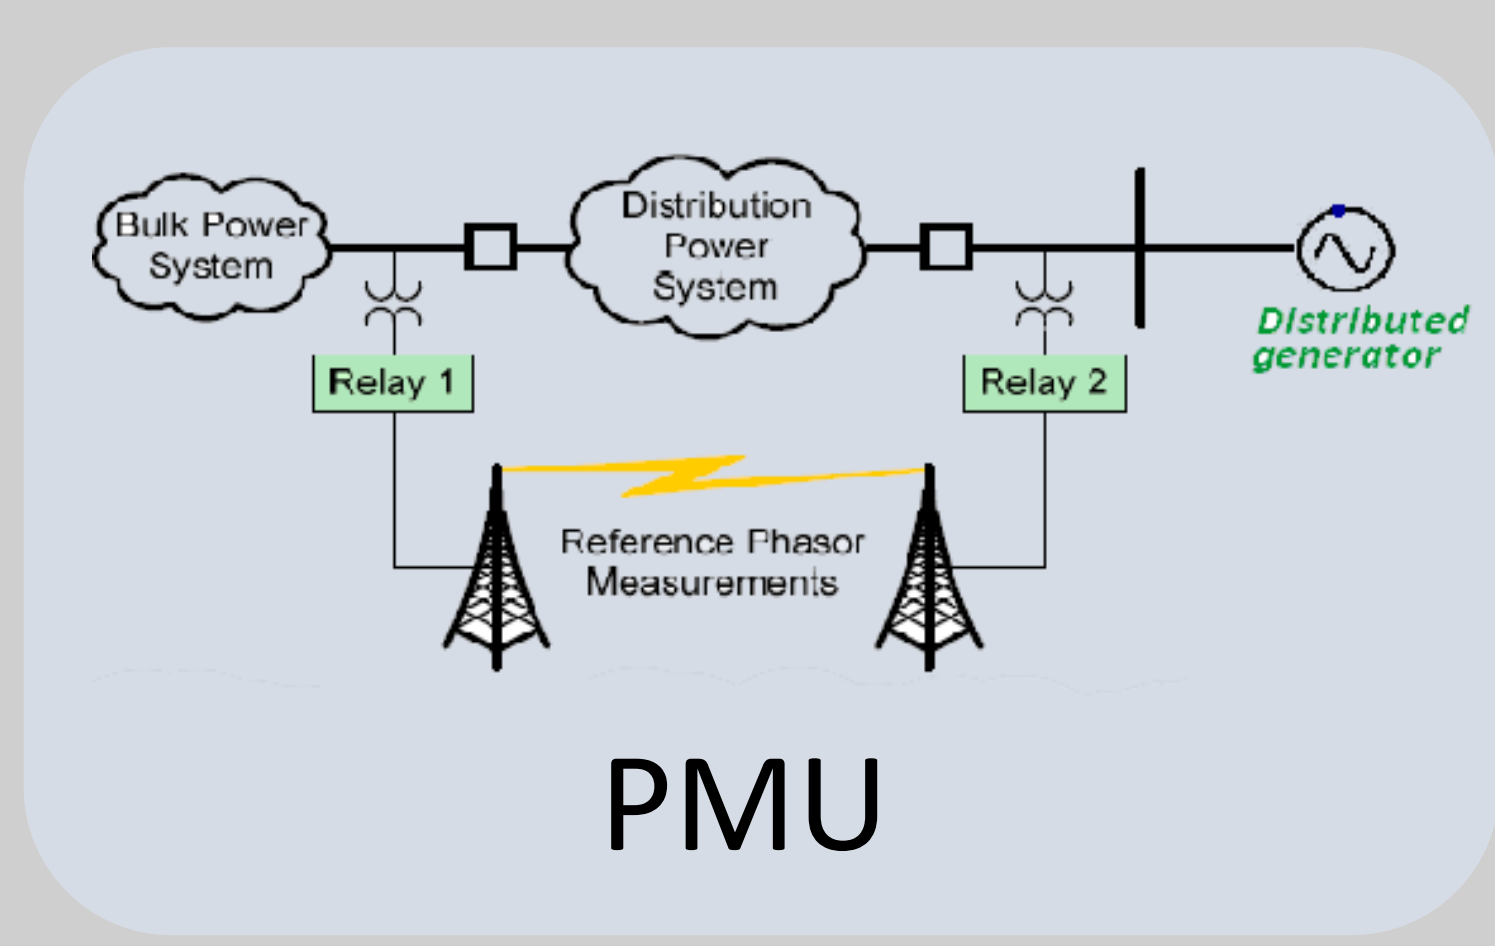 Bulk Power
System
Distribution
Power
System
Distributed
generator
Relay 1
Relay 2
Reference Phasor
Measurements
PMU